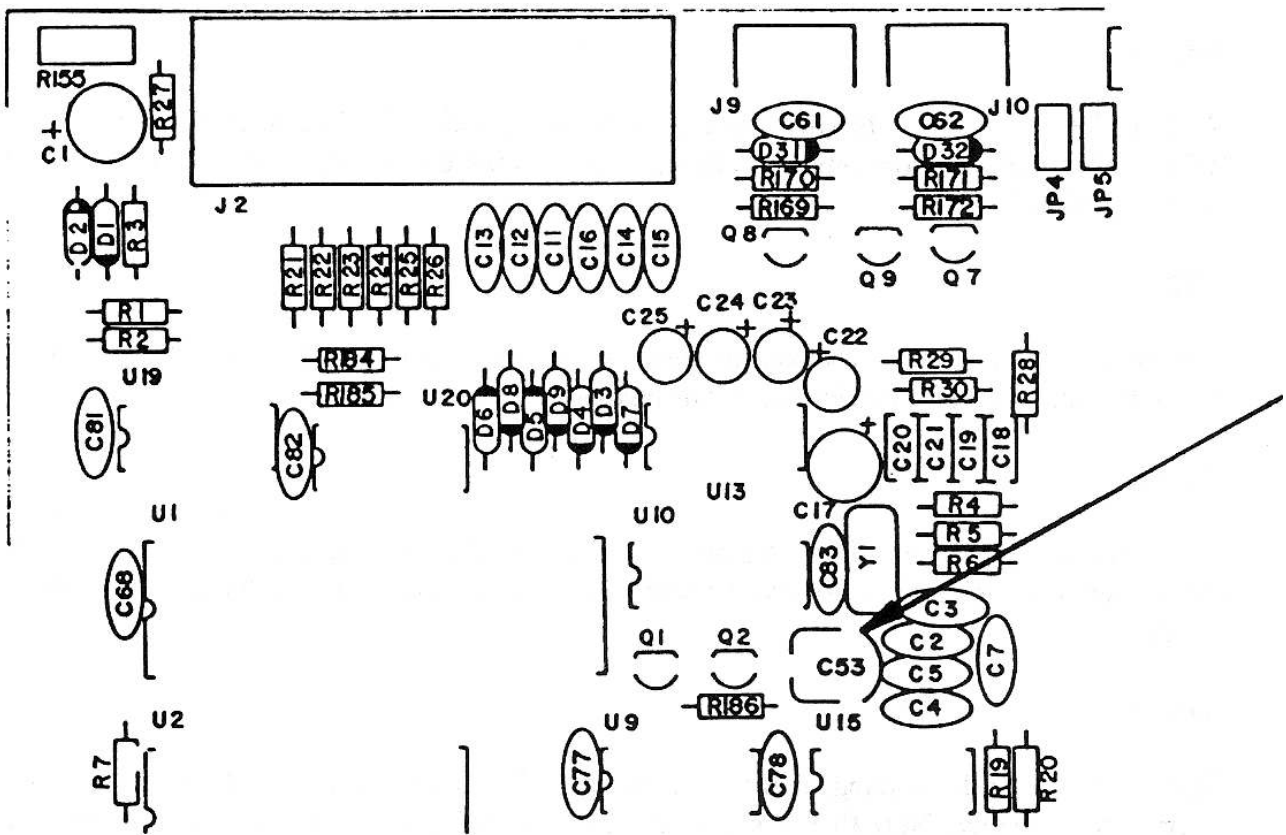 R155
R27
C1
J2
J9
C61
C62
J10
D31
D32
R170
R171
R169
R172
JP4
JP5
D2
D1
R3
C13
C12
C11
C16
C14
C15
Q8
Q9
Q7
R21
R22
R23
R24
R25
R26
R1
R2
C25
C24
C23
C22
R184
R185
R29
R30
R28
U19
U20
D6
D8
D5
D9
D4
D3
D7
C81
C82
C20
C21
C19
C18
U13
C17
U1
U10
R4
R5
R6
C68
C83
Y1
C3
C2
C5
C4
C7
Q1
Q2
C53
R186
U2
U9
U15
R7
C77
C78
R19
R20